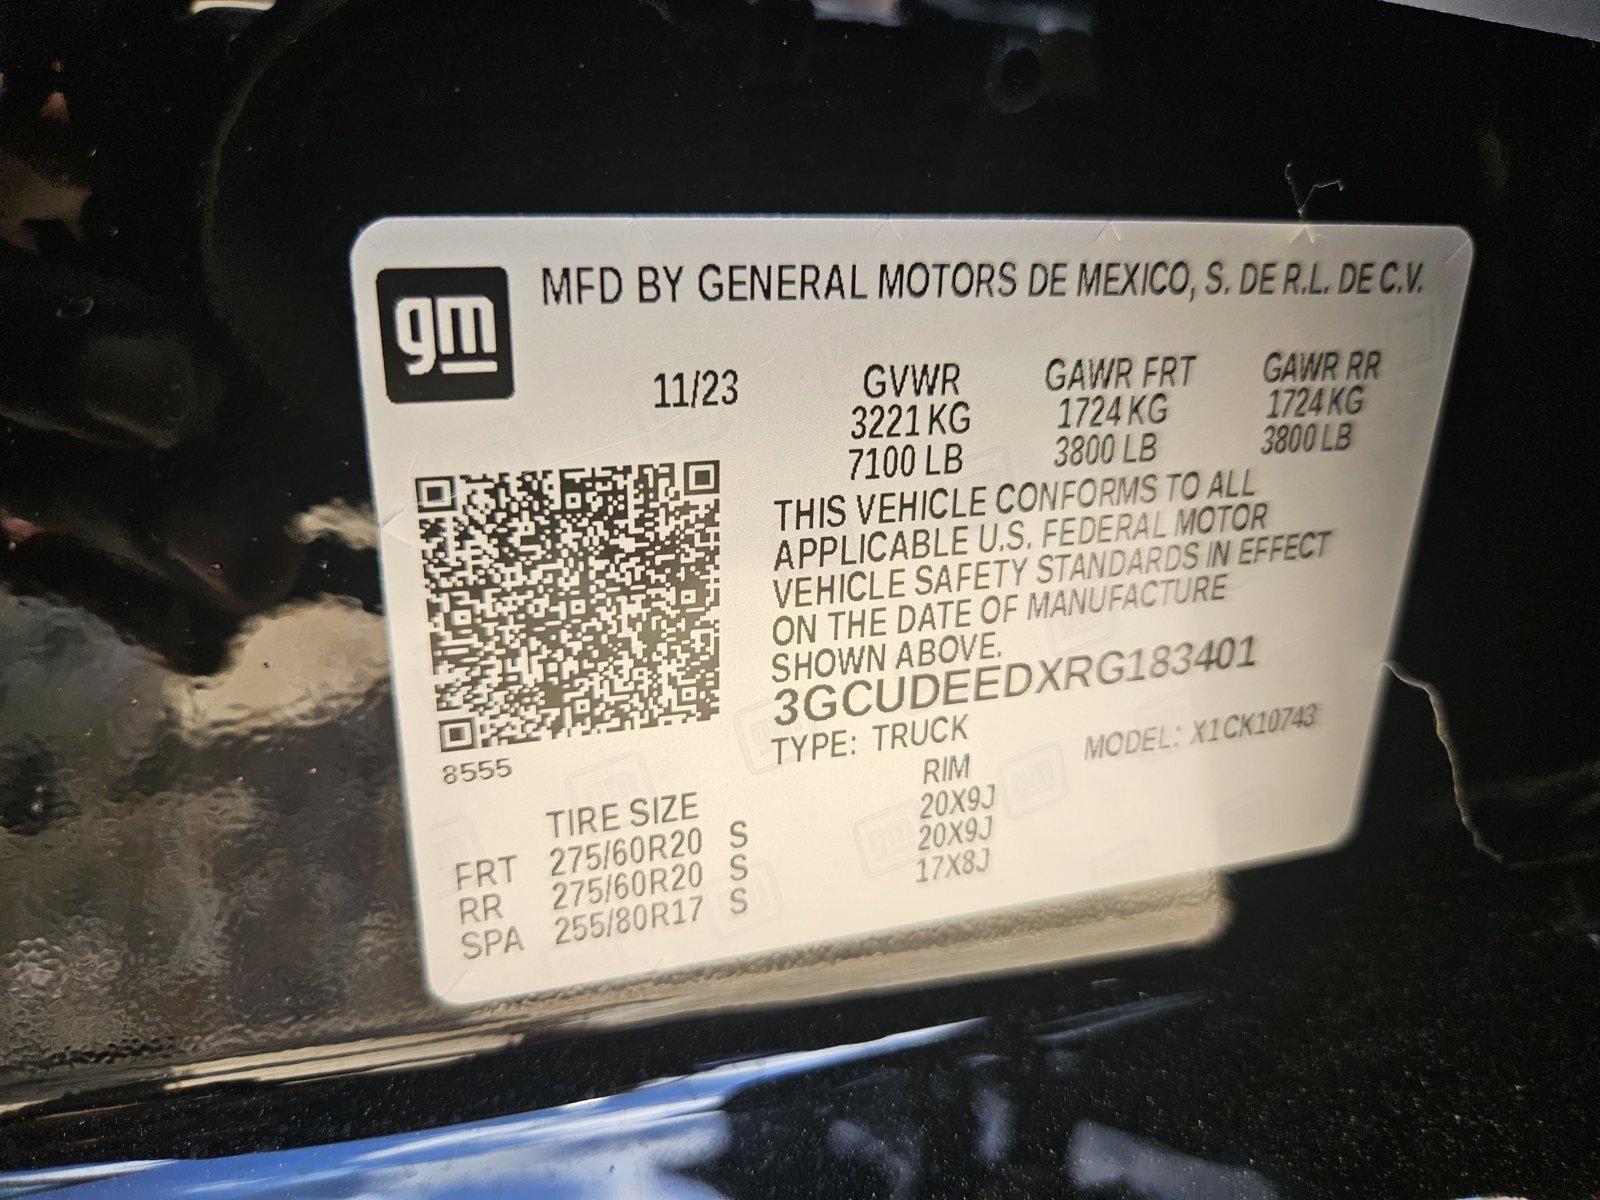 gm
MFD BY GENERAL MOTORS DE MEXICO, S. DE R.L. DE C.V.
11/23
GVWR GAWR FRT GAWR RR
3221 KG 1724 KG 1724 KG
7100 LB 3800 LB 3800 LB
THIS VEHICLE CONFORMS TO ALL
APPLICABLE U.S. FEDERAL MOTOR
VEHICLE SAFETY STANDARDS IN EFFECT
ON THE DATE OF MANUFACTURE
SHOWN ABOVE.
3GCUDEEDXRG183401
TYPE: TRUCK MODEL: X1CK10743
8555
TIRE SIZE RIM
FRT 275/60R20 S 20X9J
RR 275/60R20 S 20X9J
SPA 255/80R17 S 17X8J